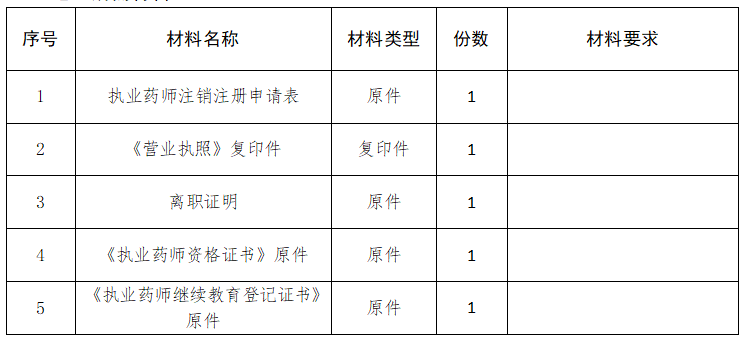 序号 材料名称 材料类型 份数 材料要求
1 执业药师注销注册申请表 原件 1
2 《营业执照》复印件 复印件 1
3 离职证明 原件 1
4 《执业药师资格证书》原件 原件 1
5 《执业药师继续教育登记证书》原件 原件 1